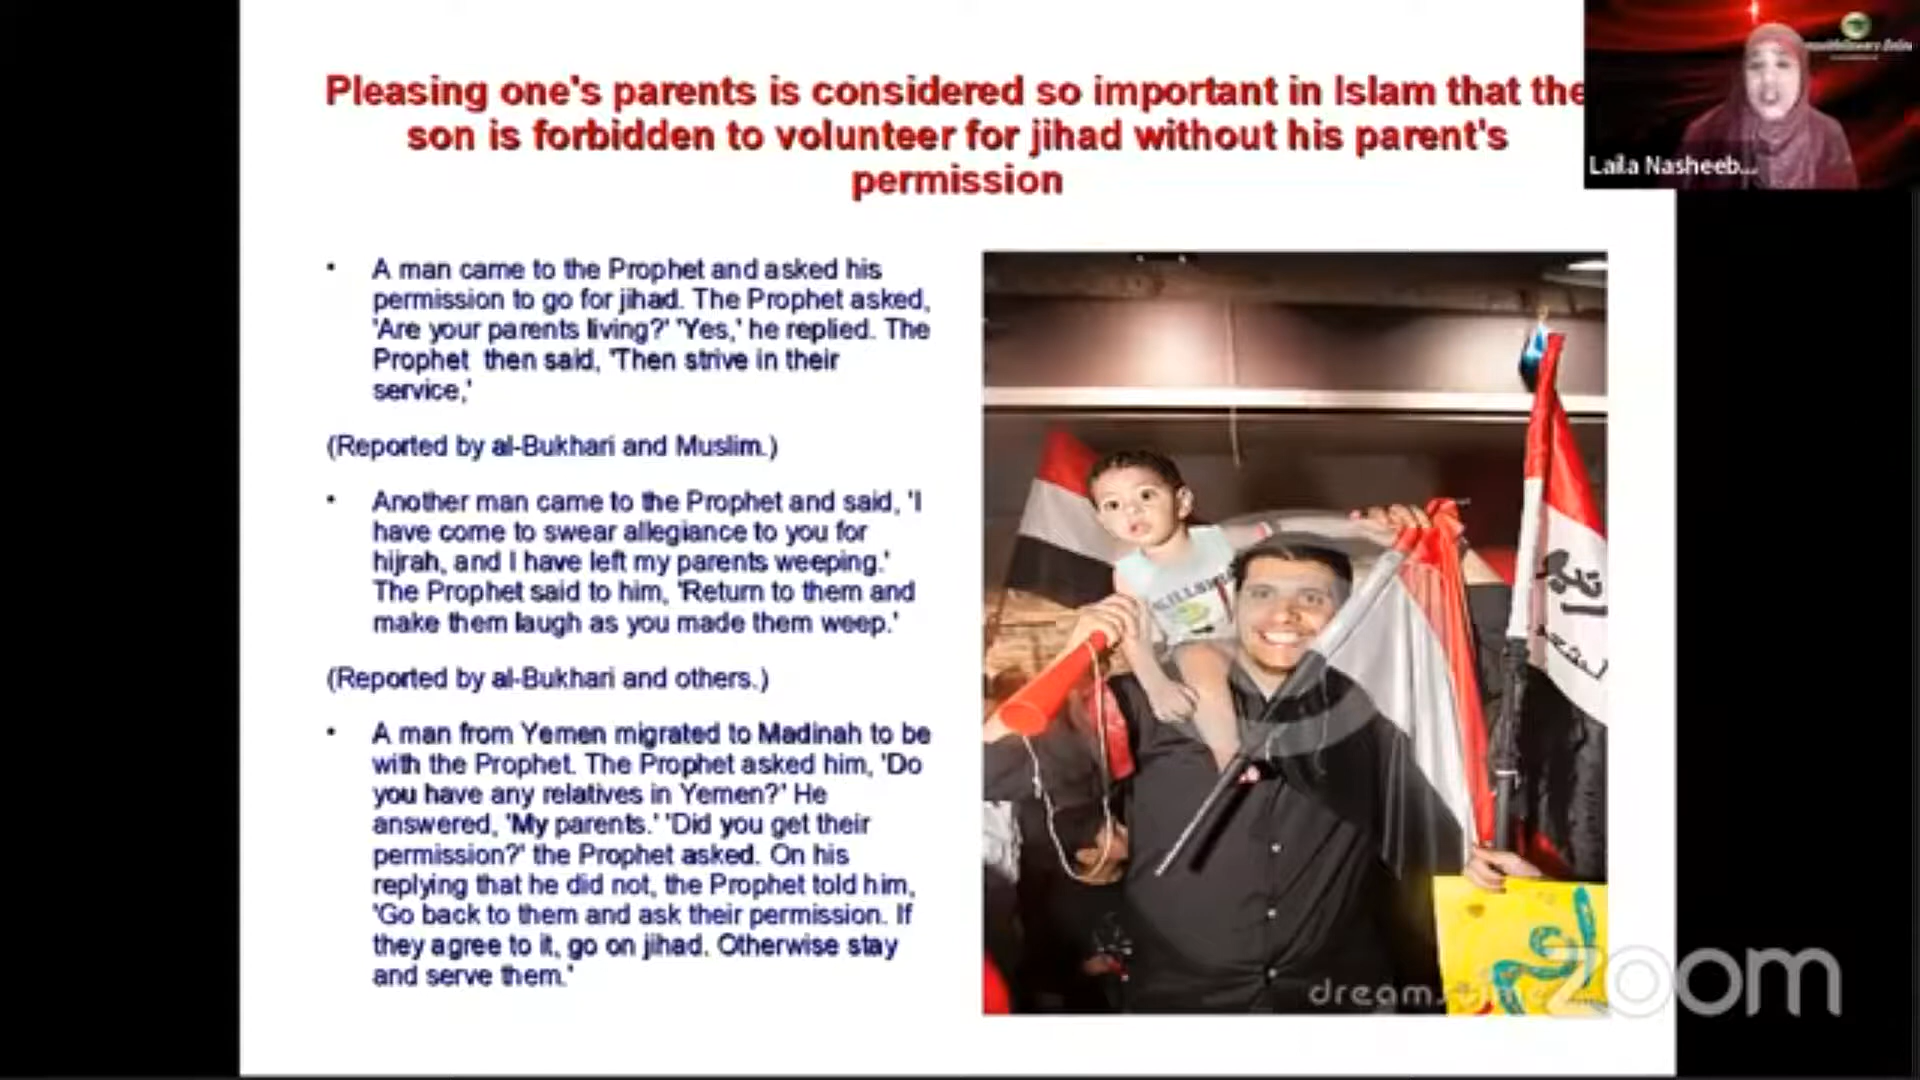 Pleasing one's parents is considered so important in Islam that the
son is forbidden to volunteer for jihad without his parent's
permission
Laila Nasheeb...
• A man came to the Prophet and asked his
permission to go for jihad. The Prophet asked,
'Are your parents living?' 'Yes,' he replied. The
Prophet then said, 'Then strive in their
service,'
(Reported by al-Bukhari and Muslim.)
• Another man came to the Prophet and said, 'I
have come to swear allegiance to you for
hijrah, and I have left my parents weeping.'
The Prophet said to him, 'Return to them and
make them laugh as you made them weep.'
(Reported by al-Bukhari and others.)
• A man from Yemen migrated to Madinah to be
with the Prophet. The Prophet asked him, 'Do
you have any relatives in Yemen?' He
answered, 'My parents.' 'Did you get their
permission?' the Prophet asked. On his
replying that he did not, the Prophet told him,
'Go back to them and ask their permission. If
they agree to it, go on jihad. Otherwise stay
and serve them.'
zoom